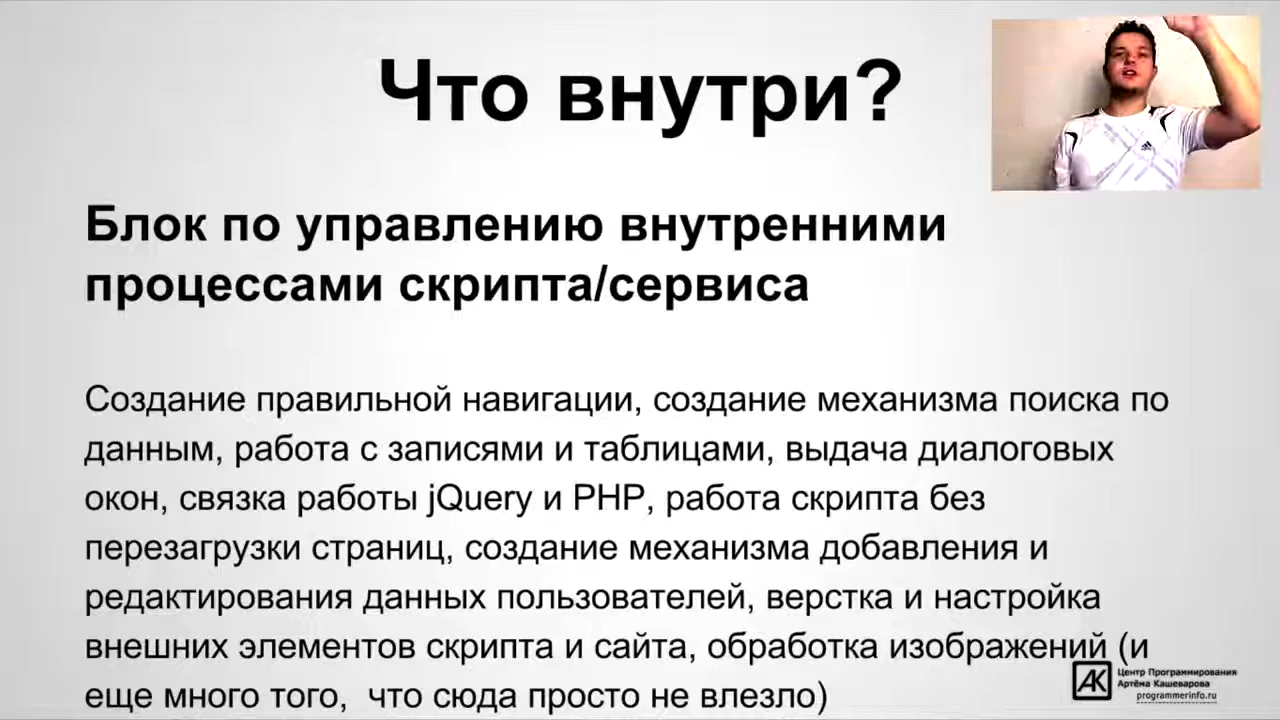 Что внутри?
Блок по управлению внутренними
процессами скрипта/сервиса
Создание правильной навигации, создание механизма поиска по
данным, работа с записями и таблицами, выдача диалоговых
окон, связка работы jQuery и PHP, работа скрипта без
перезагрузки страниц, создание механизма добавления и
редактирования данных пользователей, верстка и настройка
внешних элементов скрипта и сайта, обработка изображений (и
еще много того,  что сюда просто не влезло)
АК
Центр Программирования
Артёма Кашеварова
programmerinfo.ru